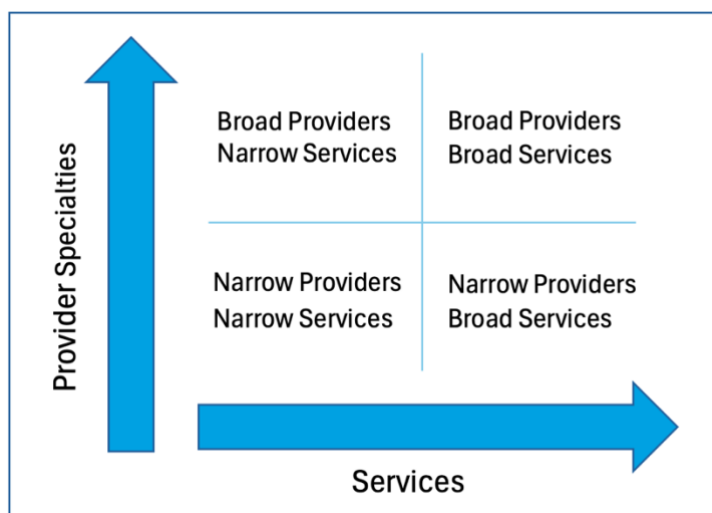 Provider Specialties
Broad Providers
Narrow Services
Broad Providers
Broad Services
Narrow Providers
Narrow Services
Narrow Providers
Broad Services
Services